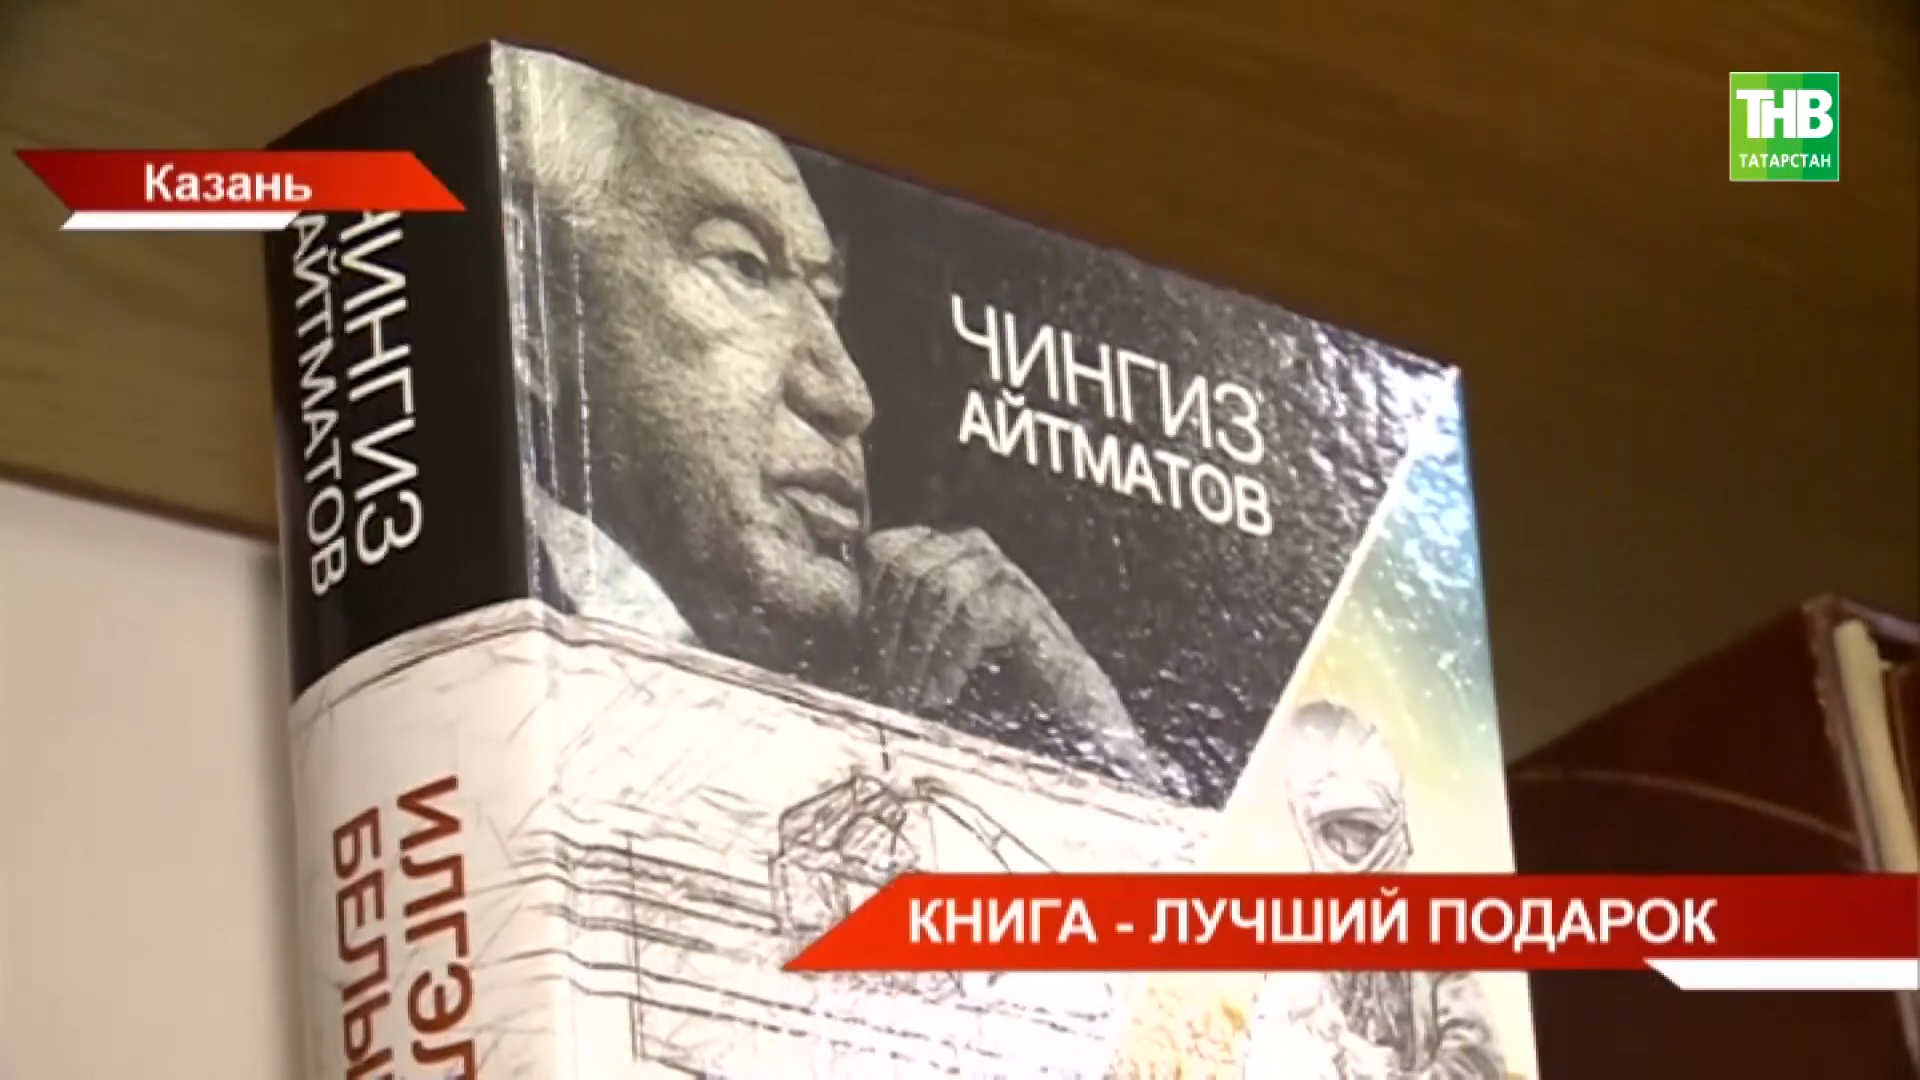 ТНВ
ТАТАРСТАН
Казань
ЧИНГИЗ
АЙТМАТОВ
ЧИНГИЗ
АЙТМАТОВ
КНИГА - ЛУЧШИЙ ПОДАРОК